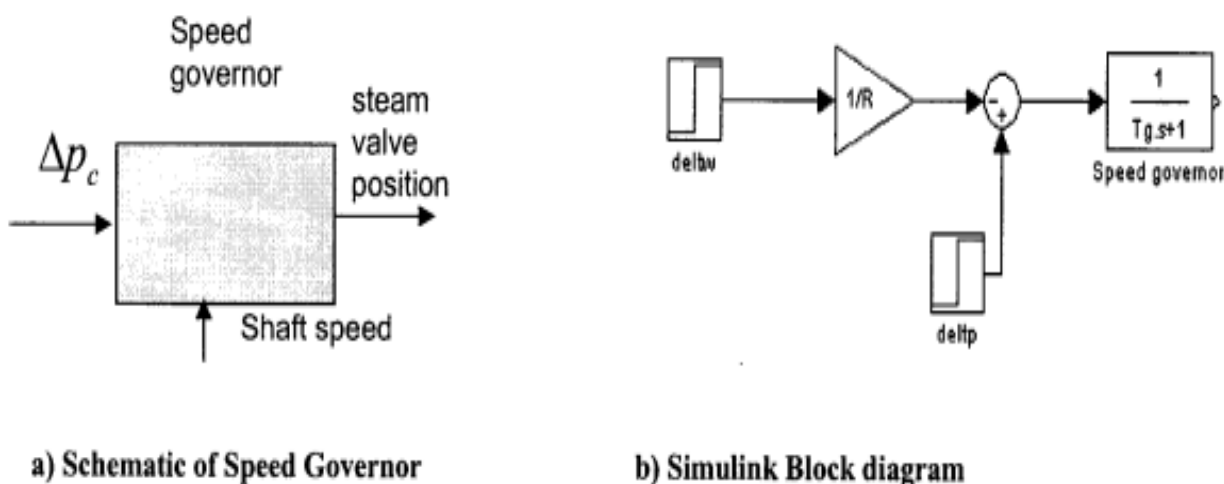 Speed
governor
Δp_c
steam
valve
position
Shaft speed
a) Schematic of Speed Governor
1/R
-
+
1
Tg.s+1
Speed governor
deltp
b) Simulink Block diagram